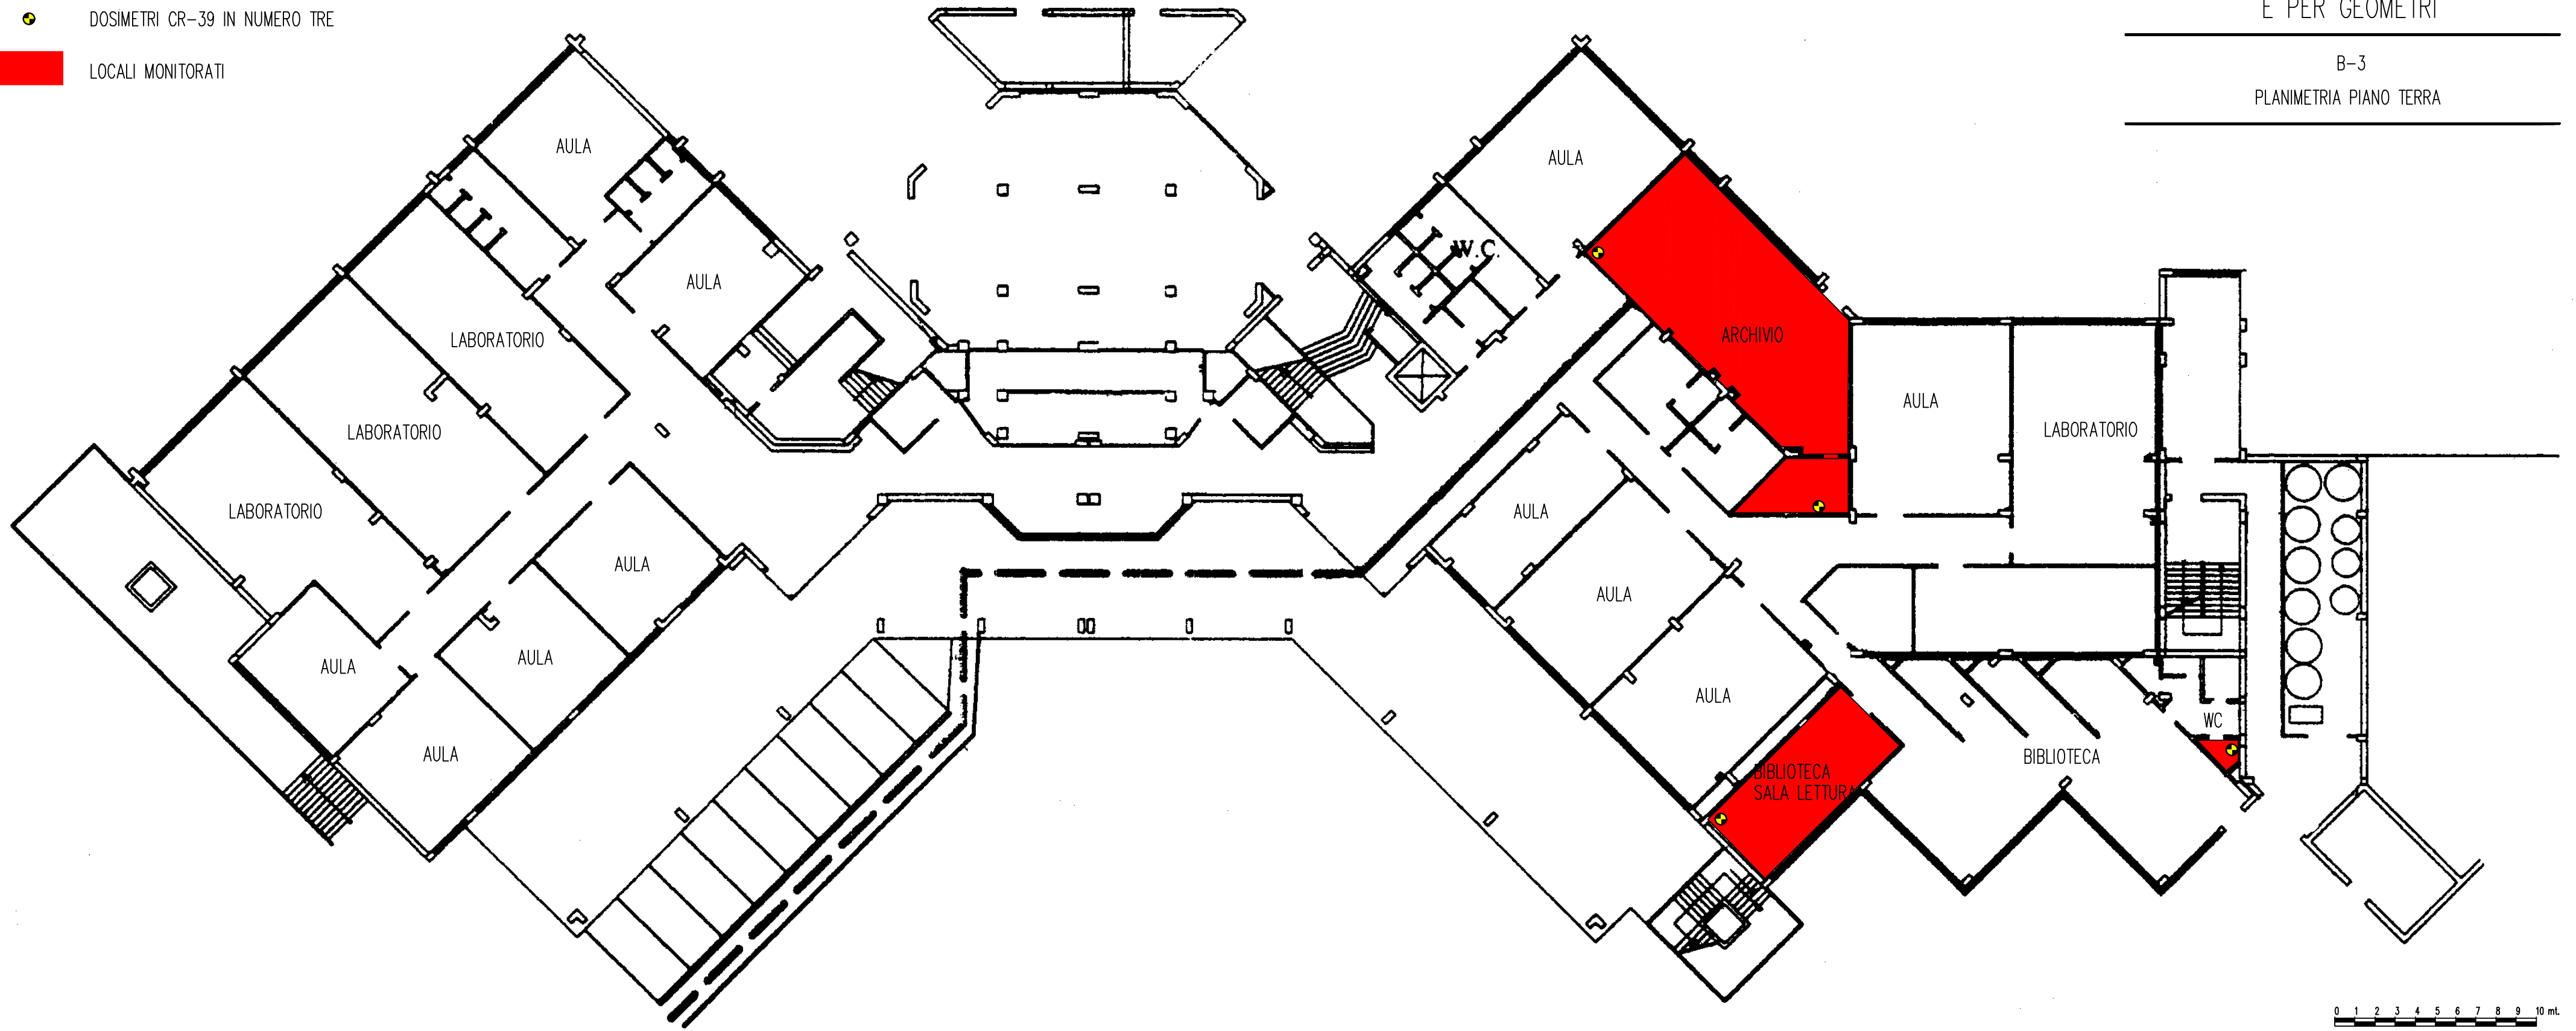 DOSIMETRI CR-39 IN NUMERO TRE
LOCALI MONITORATI
E PER GEOMETRI
B-3
PLANIMETRIA PIANO TERRA
AULA
AULA
W.C.
AULA
LABORATORIO
ARCHIVIO
AULA
LABORATORIO
LABORATORIO
LABORATORIO
AULA
AULA
AULA
AULA
AULA
AULA
AULA
WC
BIBLIOTECA
BIBLIOTECA
SALA LETTURA
AULA
0 1 2 3 4 5 6 7 8 9 10 mt.